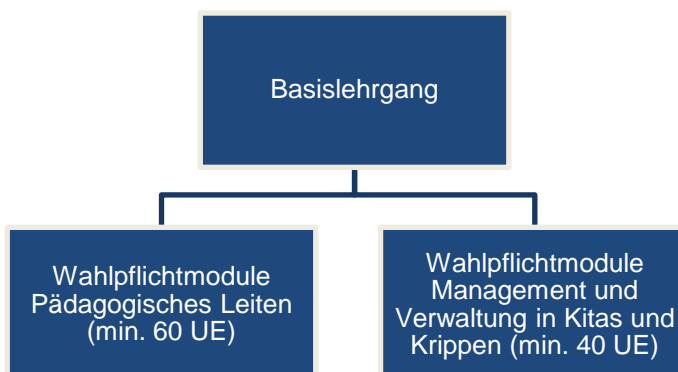 Basislehrgang
Wahlpflichtmodule
Pädagogisches Leiten
(min. 60 UE)
Wahlpflichtmodule
Management und
Verwaltung in Kitas und
Krippen (min. 40 UE)